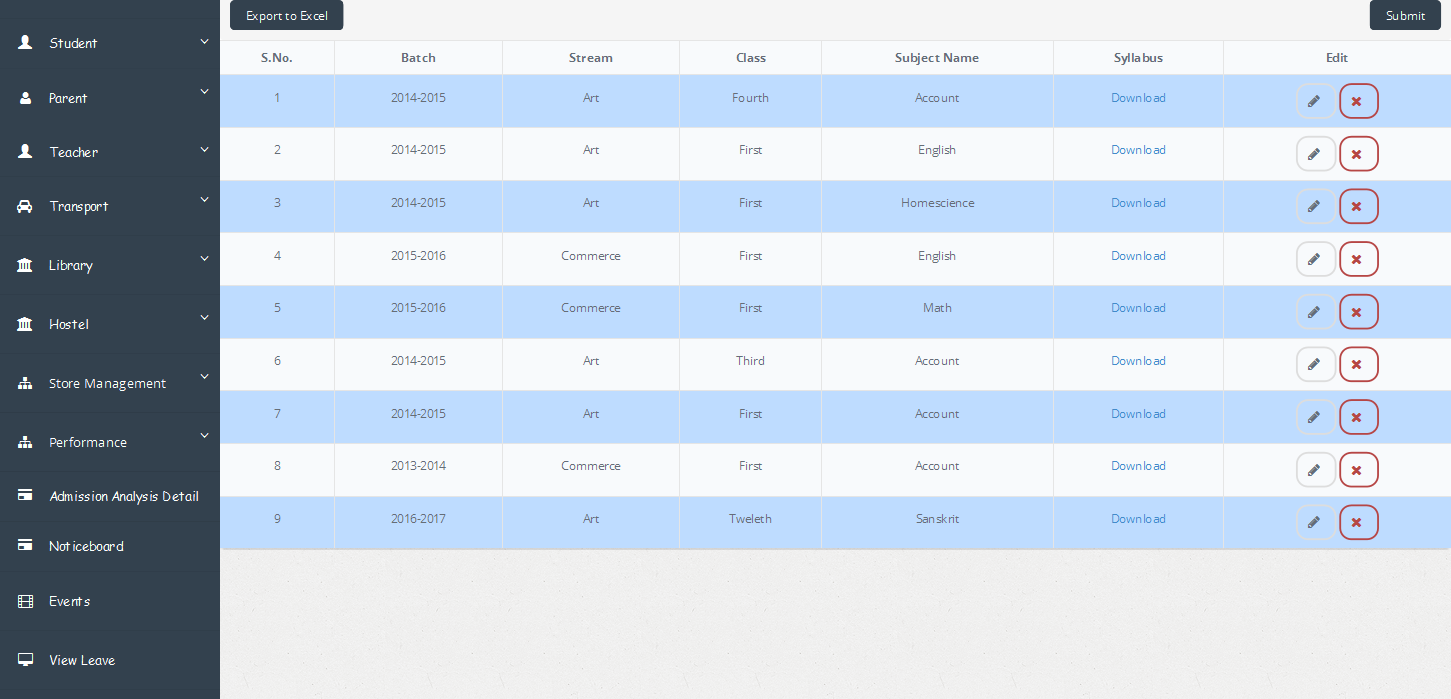 Export to Excel Submit
Student
Parent
Teacher
Transport
Library
Hostel
Store Management
Performance
Admission Analysis Detail
Noticeboard
Events
View Leave
S.No. Batch Stream Class Subject Name Syllabus Edit
1 2014-2015 Art Fourth Account Download
2 2014-2015 Art First English Download
3 2014-2015 Art First Homescience Download
4 2015-2016 Commerce First English Download
5 2015-2016 Commerce First Math Download
6 2014-2015 Art Third Account Download
7 2014-2015 Art First Account Download
8 2013-2014 Commerce First Account Download
9 2016-2017 Art Tweleth Sanskrit Download